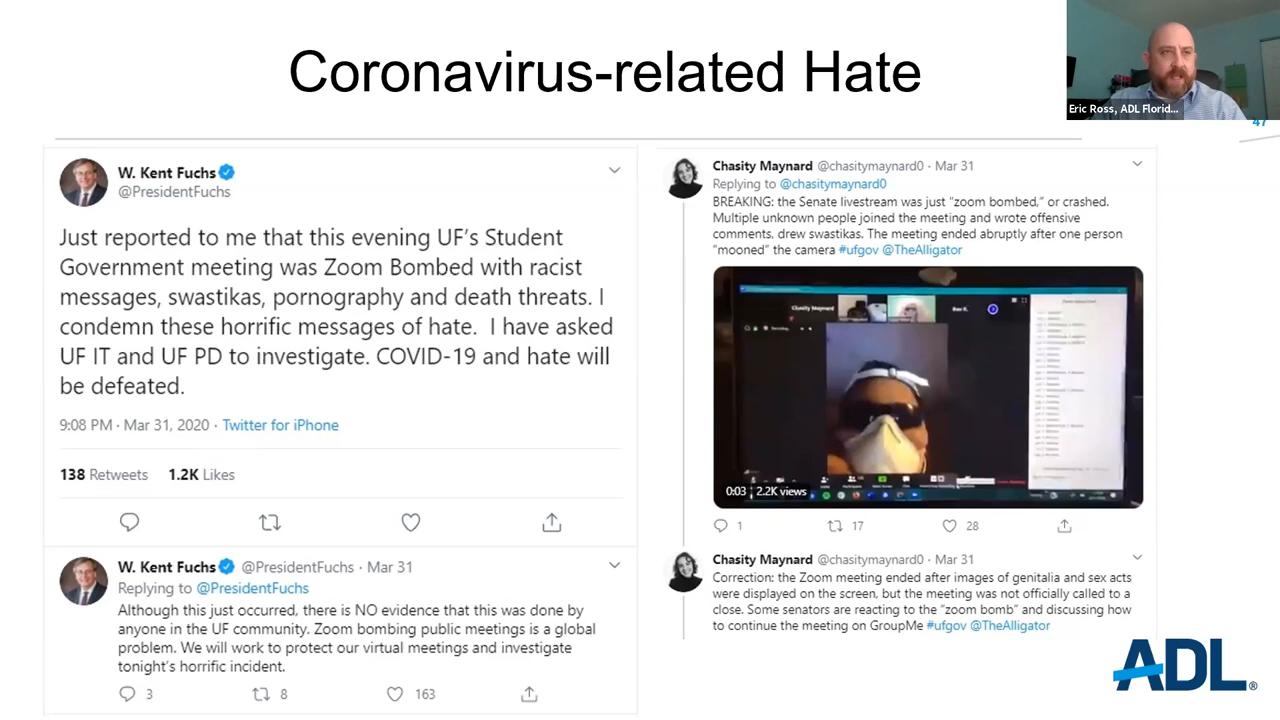 Coronavirus-related Hate
Eric Ross, ADL Florid...
47
W. Kent Fuchs
@PresidentFuchs
Just reported to me that this evening UF's Student
Government meeting was Zoom Bombed with racist
messages, swastikas, pornography and death threats. I
condemn these horrific messages of hate. I have asked
UF IT and UF PD to investigate. COVID-19 and hate will
be defeated.
9:08 PM · Mar 31, 2020 · Twitter for iPhone
138 Retweets 1.2K Likes
W. Kent Fuchs @PresidentFuchs · Mar 31
Replying to @PresidentFuchs
Although this just occurred, there is NO evidence that this was done by
anyone in the UF community. Zoom bombing public meetings is a global
problem. We will work to protect our virtual meetings and investigate
tonight's horrific incident.
3 8 163
Chasity Maynard @chasitymaynard0 · Mar 31
Replying to @chasitymaynard0
BREAKING: the Senate livestream was just "zoom bombed," or crashed.
Multiple unknown people joined the meeting and wrote offensive
comments, drew swastikas. The meeting ended abruptly after one person
"mooned" the camera #ufgov @TheAlligator
Chasity Maynard
0:03 2.2K views
1 17 28
Chasity Maynard @chasitymaynard0 · Mar 31
Correction: the Zoom meeting ended after images of genitalia and sex acts
were displayed on the screen, but the meeting was not officially called to a
close. Some senators are reacting to the "zoom bomb" and discussing how
to continue the meeting on GroupMe #ufgov @TheAlligator
ADL®